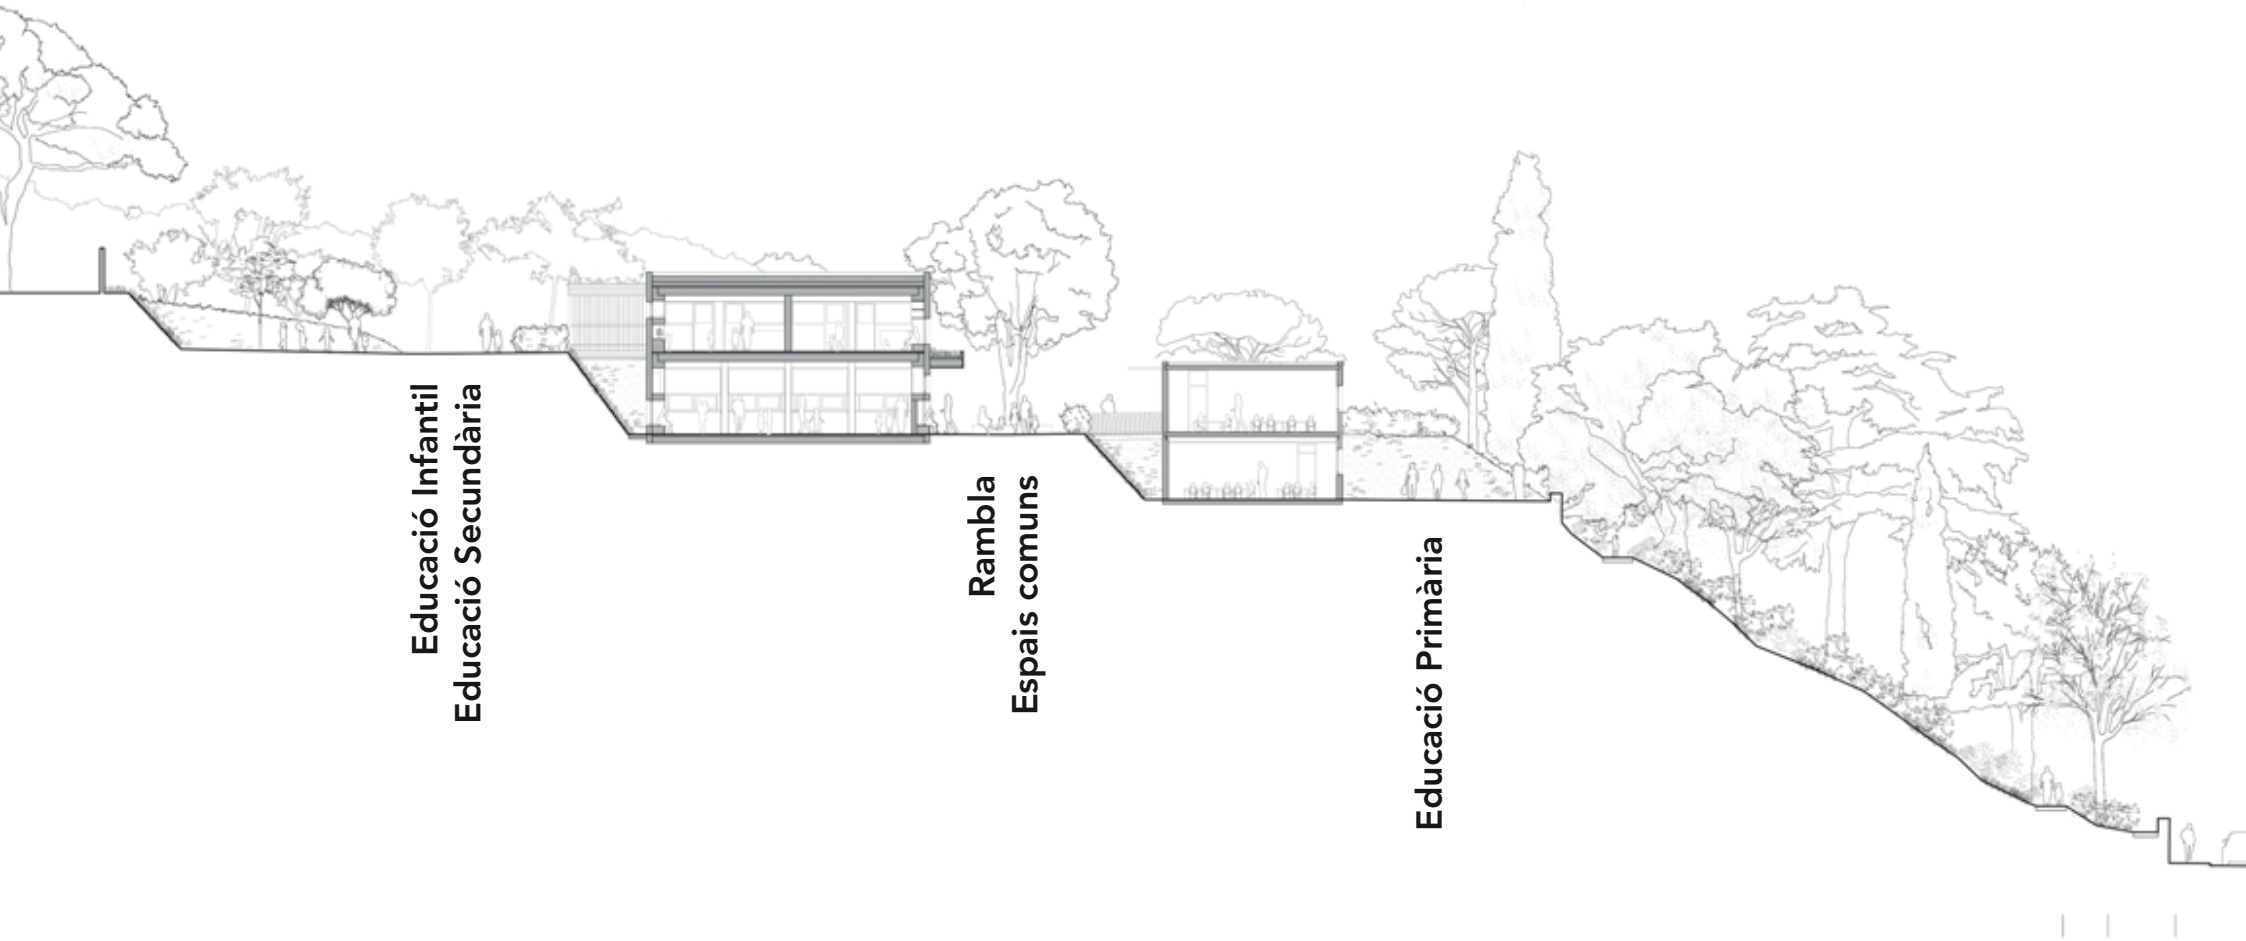 Educació Infantil
Educació Secundària
Rambla
Espais comuns
Educació Primària